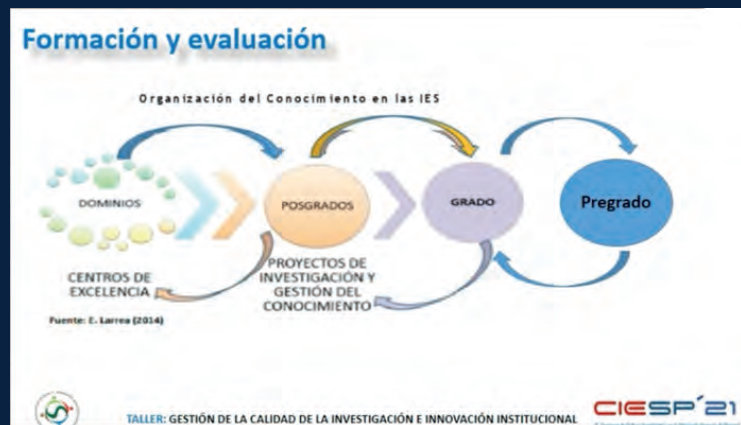 Formación y evaluación
Organización del Conocimiento en las IES
DOMINIOS
POSGRADOS
GRADO
Pregrado
CENTROS DE
EXCELENCIA
PROYECTOS DE
INVESTIGACIÓN Y
GESTIÓN DEL
CONOCIMIENTO
Fuente: E. Larrea (2014)
TALLER: GESTIÓN DE LA CALIDAD DE LA INVESTIGACIÓN E INNOVACIÓN INSTITUCIONAL
CIESP´21